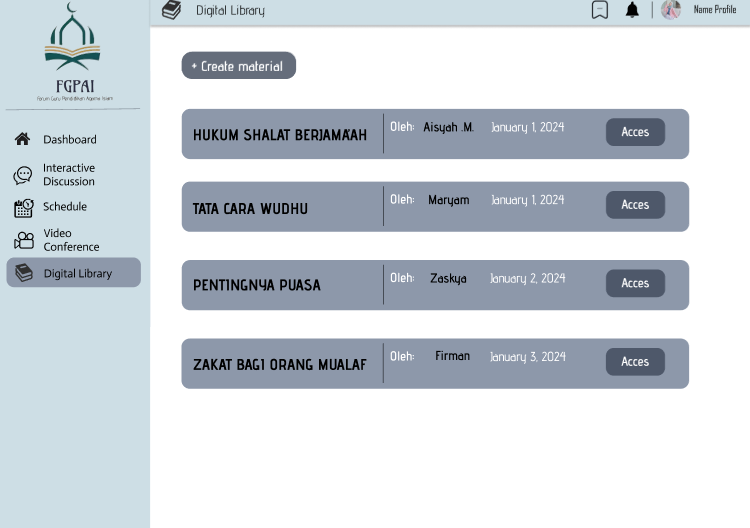 FGPAI
Forum Guru Pendidikan Agama Islam
Dashboard
Interactive
Discussion
Schedule
Video
Conference
Digital Library
Digital Library
Name Profile
+ Create material
HUKUM SHALAT BERJAMA'AH
Oleh: Aisyah .M. January 1, 2024
Acces
TATA CARA WUDHU
Oleh: Maryam January 1, 2024
Acces
PENTINGNYA PUASA
Oleh: Zaskya January 2, 2024
Acces
ZAKAT BAGI ORANG MUALAF
Oleh: Firman January 3, 2024
Acces